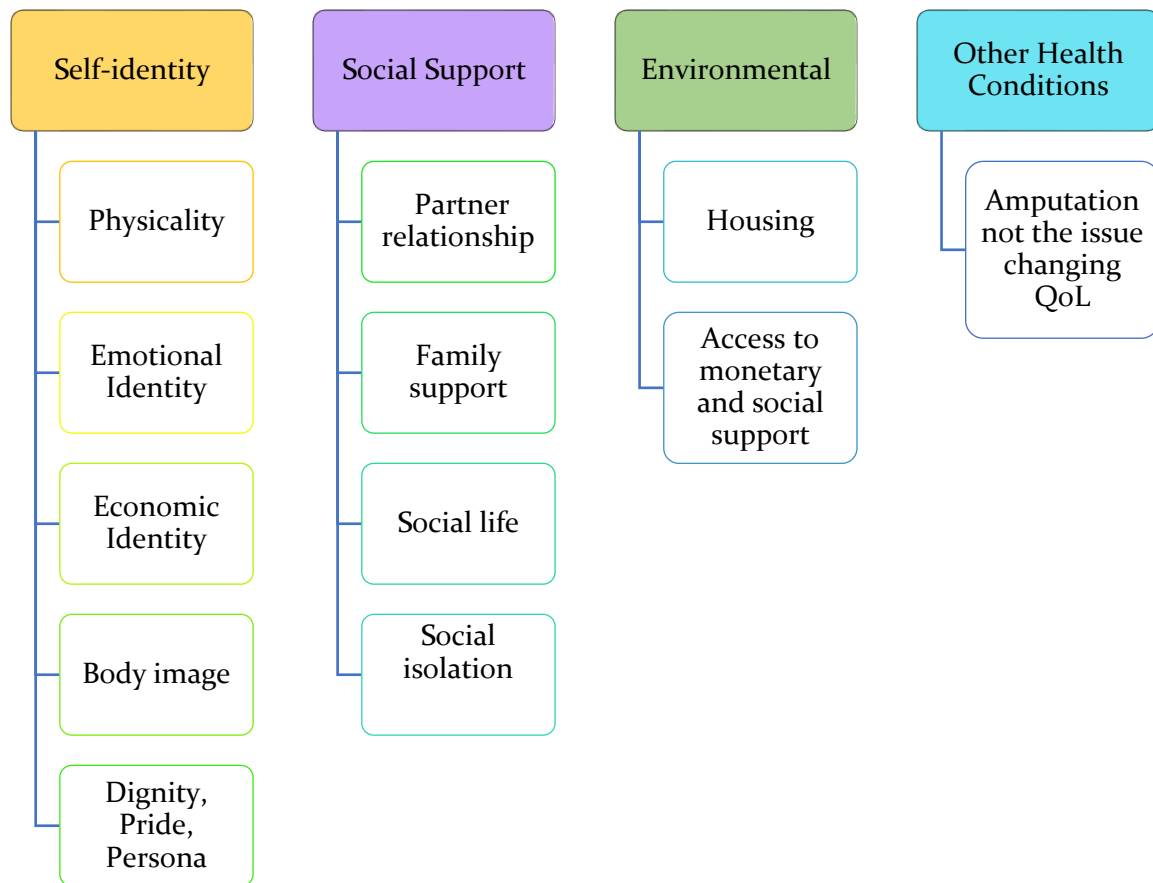 Self-identity
Physicality
Emotional
Identity
Economic
Identity
Body image
Dignity,
Pride,
Persona
Social Support
Partner
relationship
Family
support
Social life
Social
isolation
Environmental
Housing
Access to
monetary
and social
support
Other Health
Conditions
Amputation
not the issue
changing
QoL